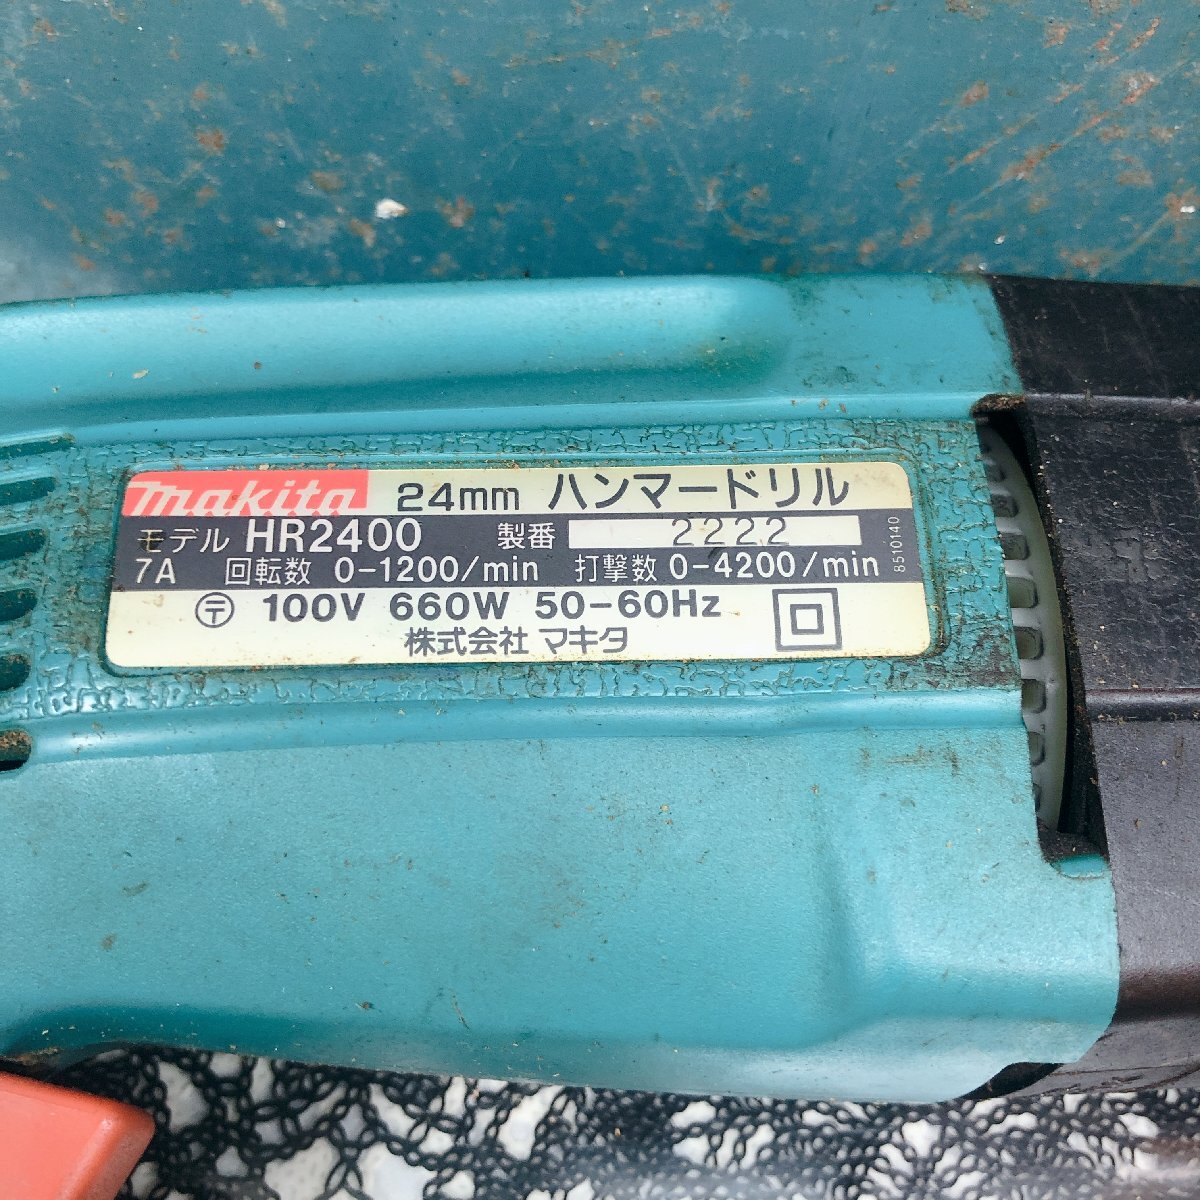 makita 24mm ハンマードリル
モデル HR2400 製番 2222
7A 回転数 0-1200/min 打撃数 0-4200/min
〶 100V 660W 50-60Hz
株式会社 マキタ
8510140